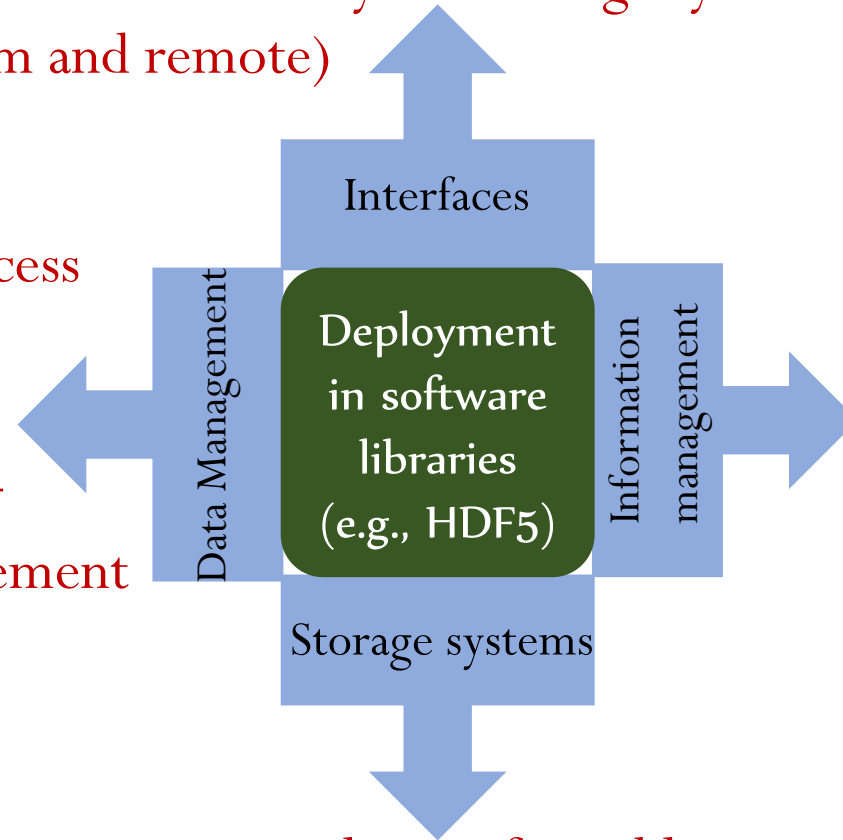 m and remote)
Interfaces
cess
Data Management
Deployment
in software
libraries
(e.g., HDF5)
Information
management
ement
Storage systems